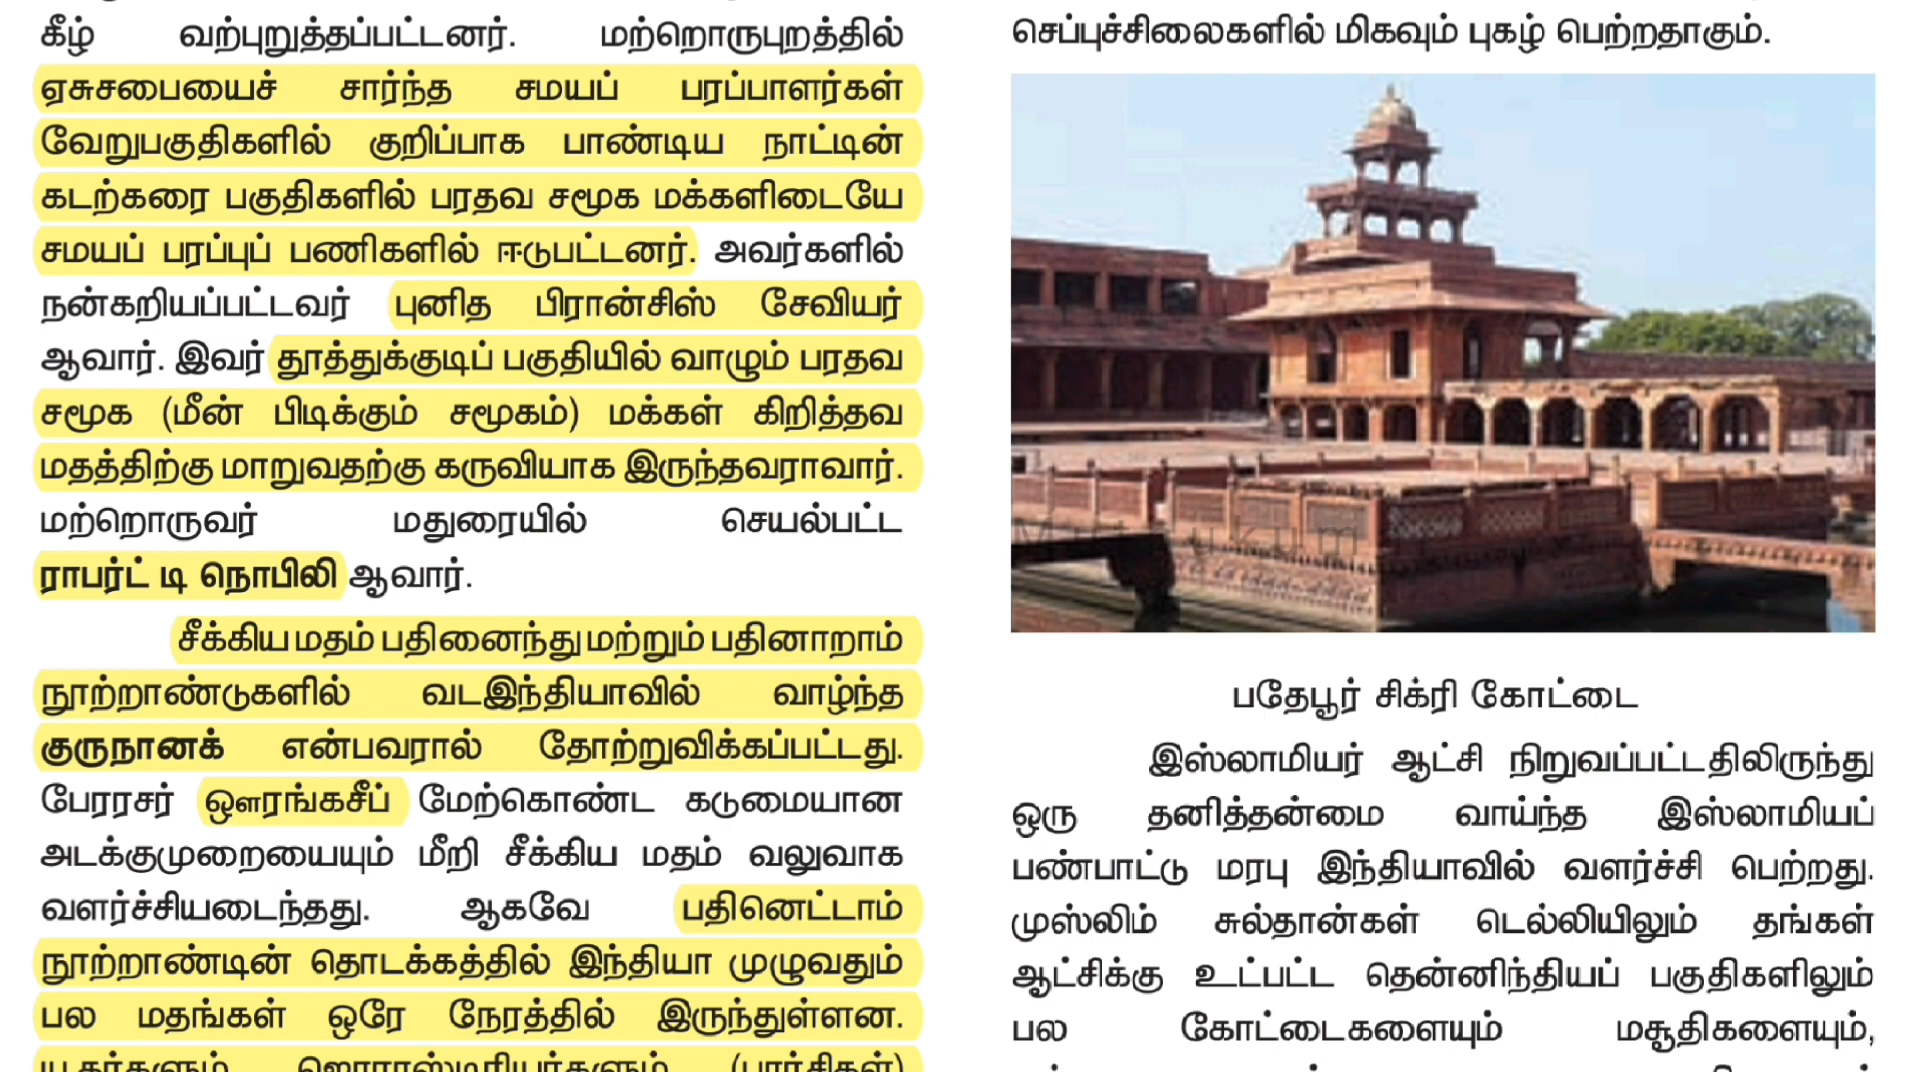 கீழ் வற்புறுத்தப்பட்டனர். மற்றொருபுறத்தில்
ஏசுசபையைச் சார்ந்த சமயப் பரப்பாளர்கள்
வேறுபகுதிகளில் குறிப்பாக பாண்டிய நாட்டின்
கடற்கரை பகுதிகளில் பரதவ சமூக மக்களிடையே
சமயப் பரப்புப் பணிகளில் ஈடுபட்டனர். அவர்களில்
நன்கறியப்பட்டவர் புனித பிரான்சிஸ் சேவியர்
ஆவார். இவர் தூத்துக்குடிப் பகுதியில் வாழும் பரதவ
சமூக (மீன் பிடிக்கும் சமூகம்) மக்கள் கிறித்தவ
மதத்திற்கு மாறுவதற்கு கருவியாக இருந்தவராவார்.
மற்றொருவர் மதுரையில் செயல்பட்ட
ராபர்ட் டி நொபிலி ஆவார்.
சீக்கிய மதம் பதினைந்து மற்றும் பதினாறாம்
நூற்றாண்டுகளில் வடஇந்தியாவில் வாழ்ந்த
குருநானக் என்பவரால் தோற்றுவிக்கப்பட்டது.
பேரரசர் ஔரங்கசீப் மேற்கொண்ட கடுமையான
அடக்குமுறையையும் மீறி சீக்கிய மதம் வலுவாக
வளர்ச்சியடைந்தது. ஆகவே பதினெட்டாம்
நூற்றாண்டின் தொடக்கத்தில் இந்தியா முழுவதும்
பல மதங்கள் ஒரே நேரத்தில் இருந்துள்ளன.
யூதர்களும் ஜொராஸ்டிரியர்களும் (பார்சிகள்)
செப்புச்சிலைகளில் மிகவும் புகழ் பெற்றதாகும்.
பதேபூர் சிக்ரி கோட்டை
இஸ்லாமியர் ஆட்சி நிறுவப்பட்டதிலிருந்து
ஒரு தனித்தன்மை வாய்ந்த இஸ்லாமியப்
பண்பாட்டு மரபு இந்தியாவில் வளர்ச்சி பெற்றது.
முஸ்லிம் சுல்தான்கள் டெல்லியிலும் தங்கள்
ஆட்சிக்கு உட்பட்ட தென்னிந்தியப் பகுதிகளிலும்
பல கோட்டைகளையும் மசூதிகளையும்,